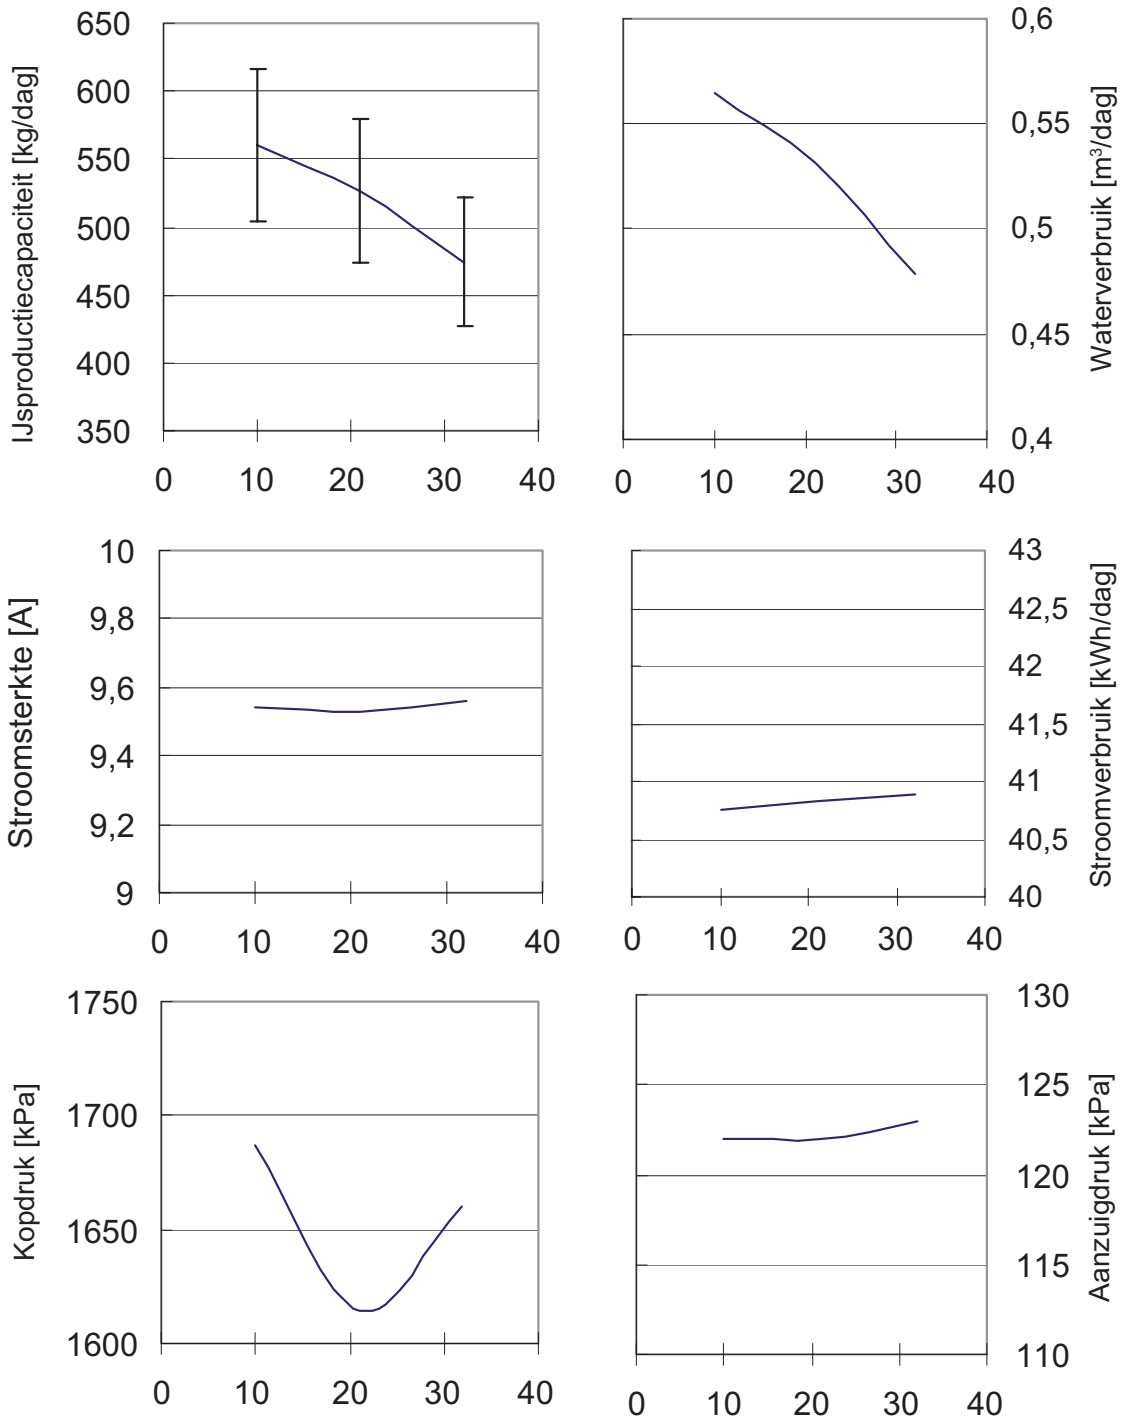 IJsproductiecapaciteit [kg/dag]
650
600
550
500
450
400
350
0 10 20 30 40
Waterverbruik [m³/dag]
0,6
0,55
0,5
0,45
0,4
0 10 20 30 40
Stroomsterkte [A]
10
9,8
9,6
9,4
9,2
9
0 10 20 30 40
Stroomverbruik [kWh/dag]
43
42,5
42
41,5
41
40,5
40
0 10 20 30 40
Kopdruk [kPa]
1750
1700
1650
1600
0 10 20 30 40
Aanzuigdruk [kPa]
130
125
120
115
110
0 10 20 30 40